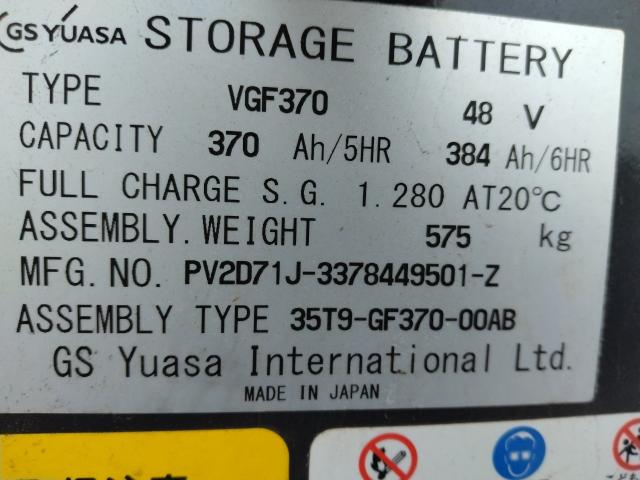 GS YUASA STORAGE BATTERY
TYPE VGF370 48 V
CAPACITY 370 Ah/5HR 384 Ah/6HR
FULL CHARGE S.G. 1.280 AT20℃
ASSEMBLY.WEIGHT 575 kg
MFG.NO. PV2D71J-3378449501-Z
ASSEMBLY TYPE 35T9-GF370-00AB
GS Yuasa International Ltd.
MADE IN JAPAN